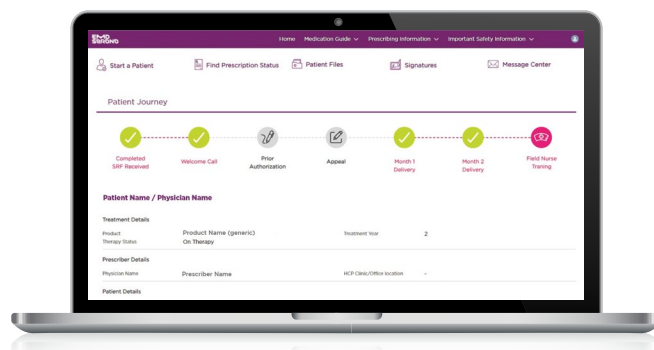 EMD
SERONO
Home Medication Guide Prescribing Information Important Safety Information
Start a Patient Find Prescription Status Patient Files Signatures Message Center
Patient Journey
Completed SRF Received
Welcome Call
Prior Authorization
Appeal
Month 1 Delivery
Month 2 Delivery
Field Nurse Traning
Patient Name / Physician Name
Treatment Details
Product Product Name (generic) Treatment Year 2
Therapy Status On Therapy
Prescriber Details
Physician Name Prescriber Name HCP Clinic/Office location -
Patient Details